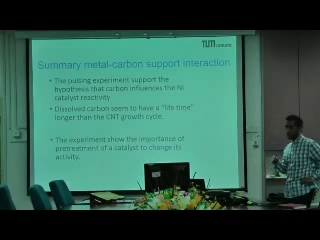 TUM CREATE
Summary metal-carbon support interaction
• The pulsing experiment support the
hypothesis that carbon influences the Ni
catalyst reactivity
• Dissolved carbon seem to have a "life time"
longer than the CNT growth cycle.
• The experiment show the importance of
pretreatment of a catalyst to change its
activity.